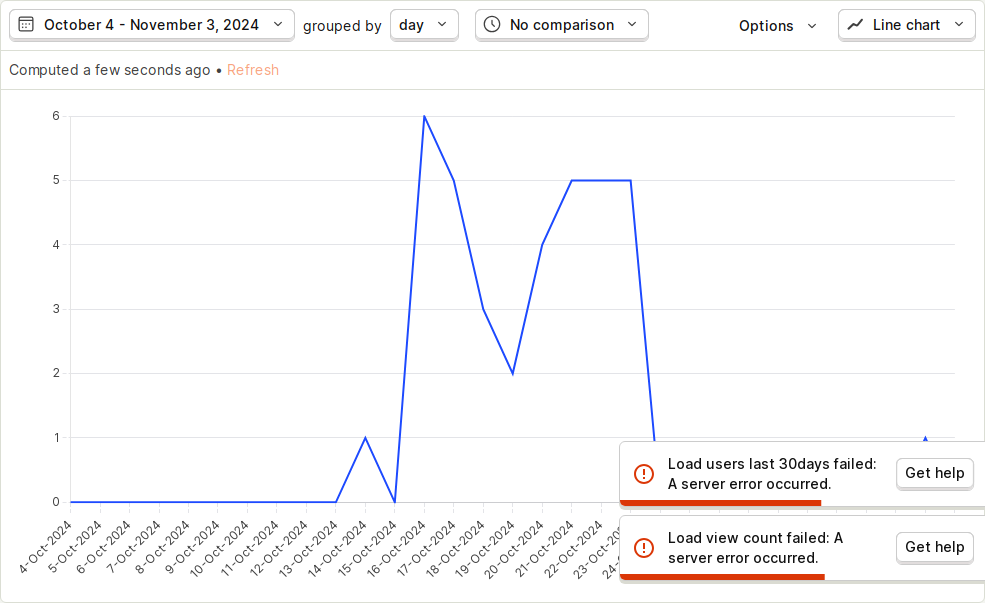 October 4 - November 3, 2024
grouped by
day
No comparison
Options
Line chart
Computed a few seconds ago • Refresh
6
5
4
3
2
1
0
4-Oct-2024
5-Oct-2024
6-Oct-2024
7-Oct-2024
8-Oct-2024
9-Oct-2024
10-Oct-2024
11-Oct-2024
12-Oct-2024
13-Oct-2024
14-Oct-2024
15-Oct-2024
16-Oct-2024
17-Oct-2024
18-Oct-2024
19-Oct-2024
20-Oct-2024
21-Oct-2024
22-Oct-2024
Load users last 30days failed:
A server error occurred.
Get help
Load view count failed: A
server error occurred.
Get help